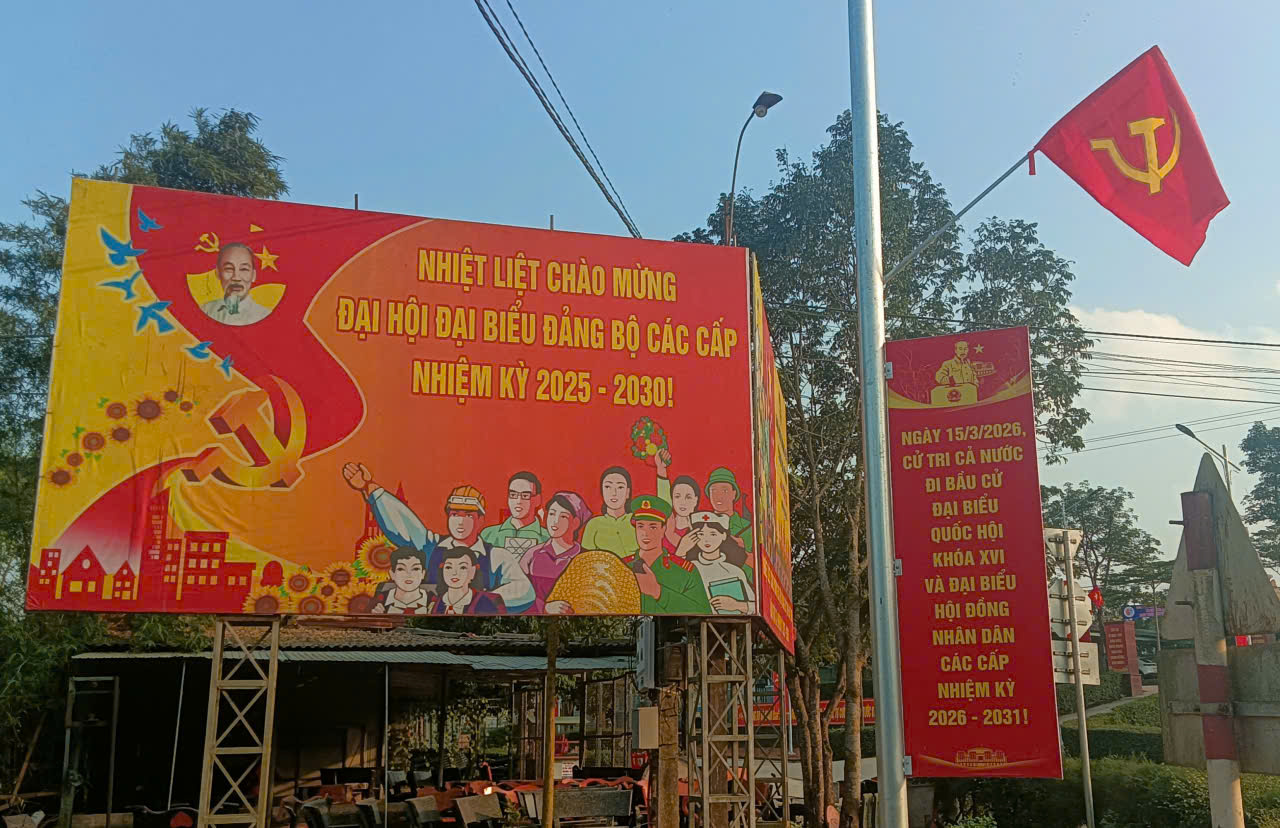 NHIỆT LIỆT CHÀO MỪNG
ĐẠI HỘI ĐẠI BIỂU ĐẢNG BỘ CÁC CẤP
NHIỆM KỲ 2025 - 2030!
NGÀY 15/3/2026,
CỬ TRI CẢ NƯỚC
ĐI BẦU CỬ
ĐẠI BIỂU
QUỐC HỘI
KHÓA XVI
VÀ ĐẠI BIỂU
HỘI ĐỒNG
NHÂN DÂN
CÁC CẤP
NHIỆM KỲ
2026 - 2031!